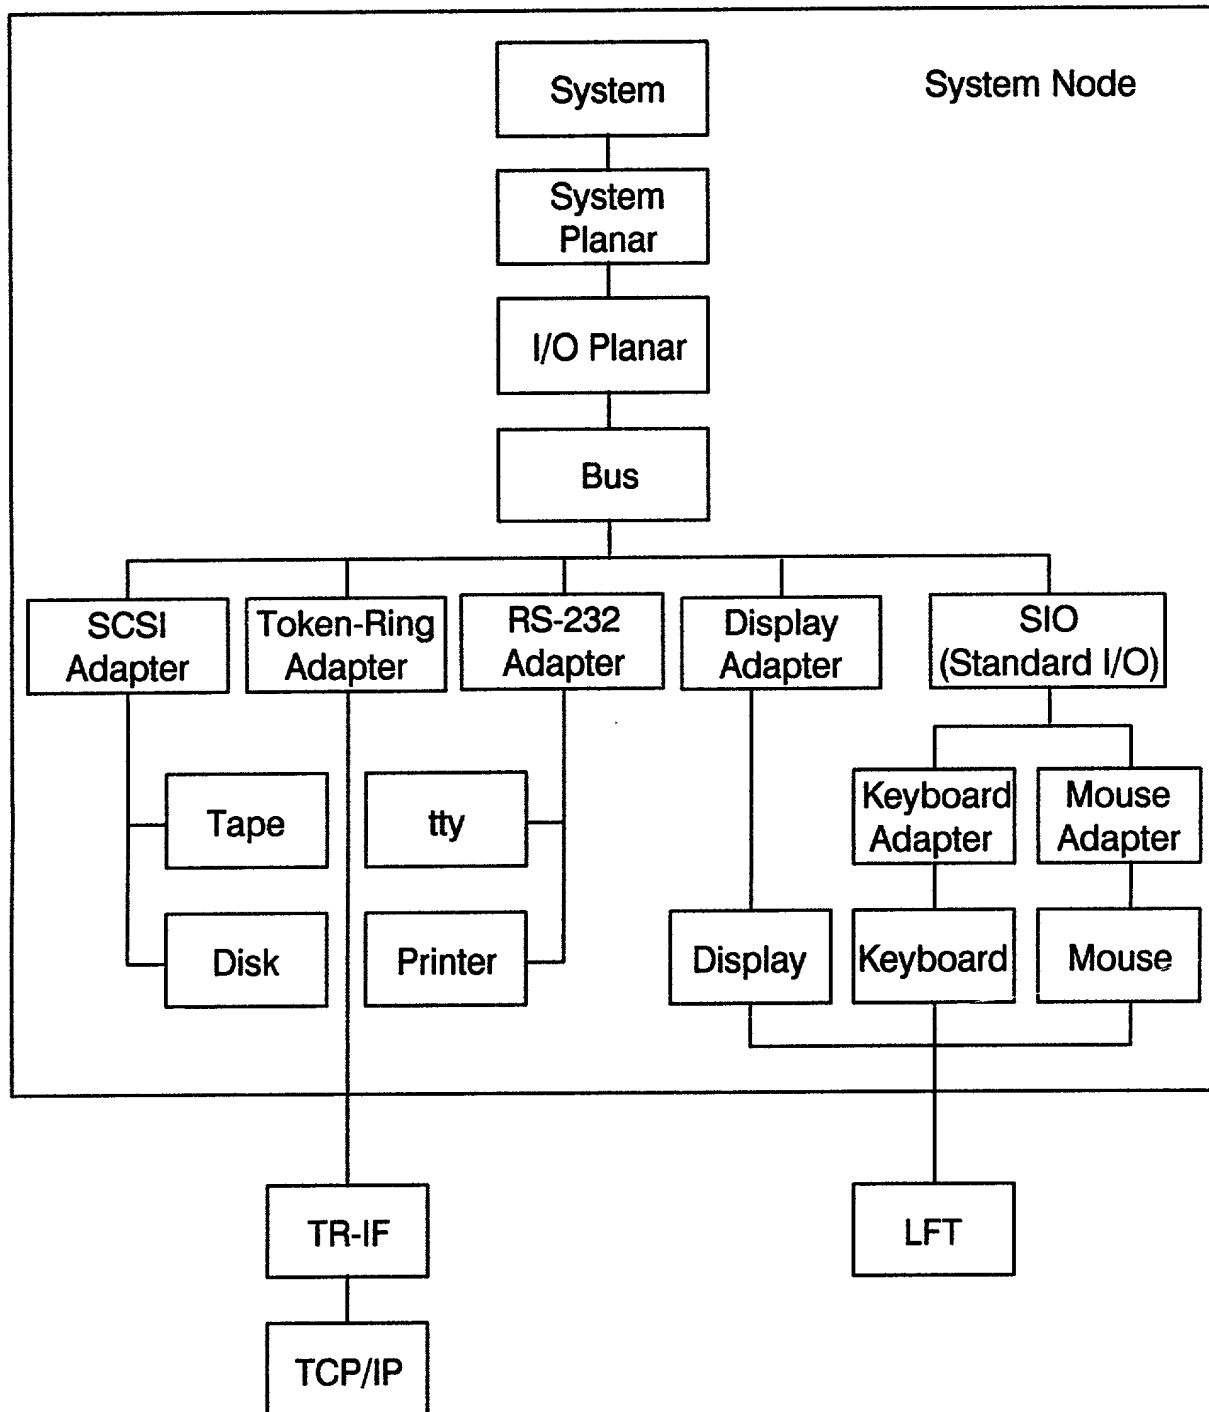 System
System Node
System
Planar
I/O Planar
Bus
SCSI
Adapter
Token-Ring
Adapter
RS-232
Adapter
Display
Adapter
SIO
(Standard I/O)
Tape
tty
Keyboard
Adapter
Mouse
Adapter
Disk
Printer
Display
Keyboard
Mouse
TR-IF
LFT
TCP/IP